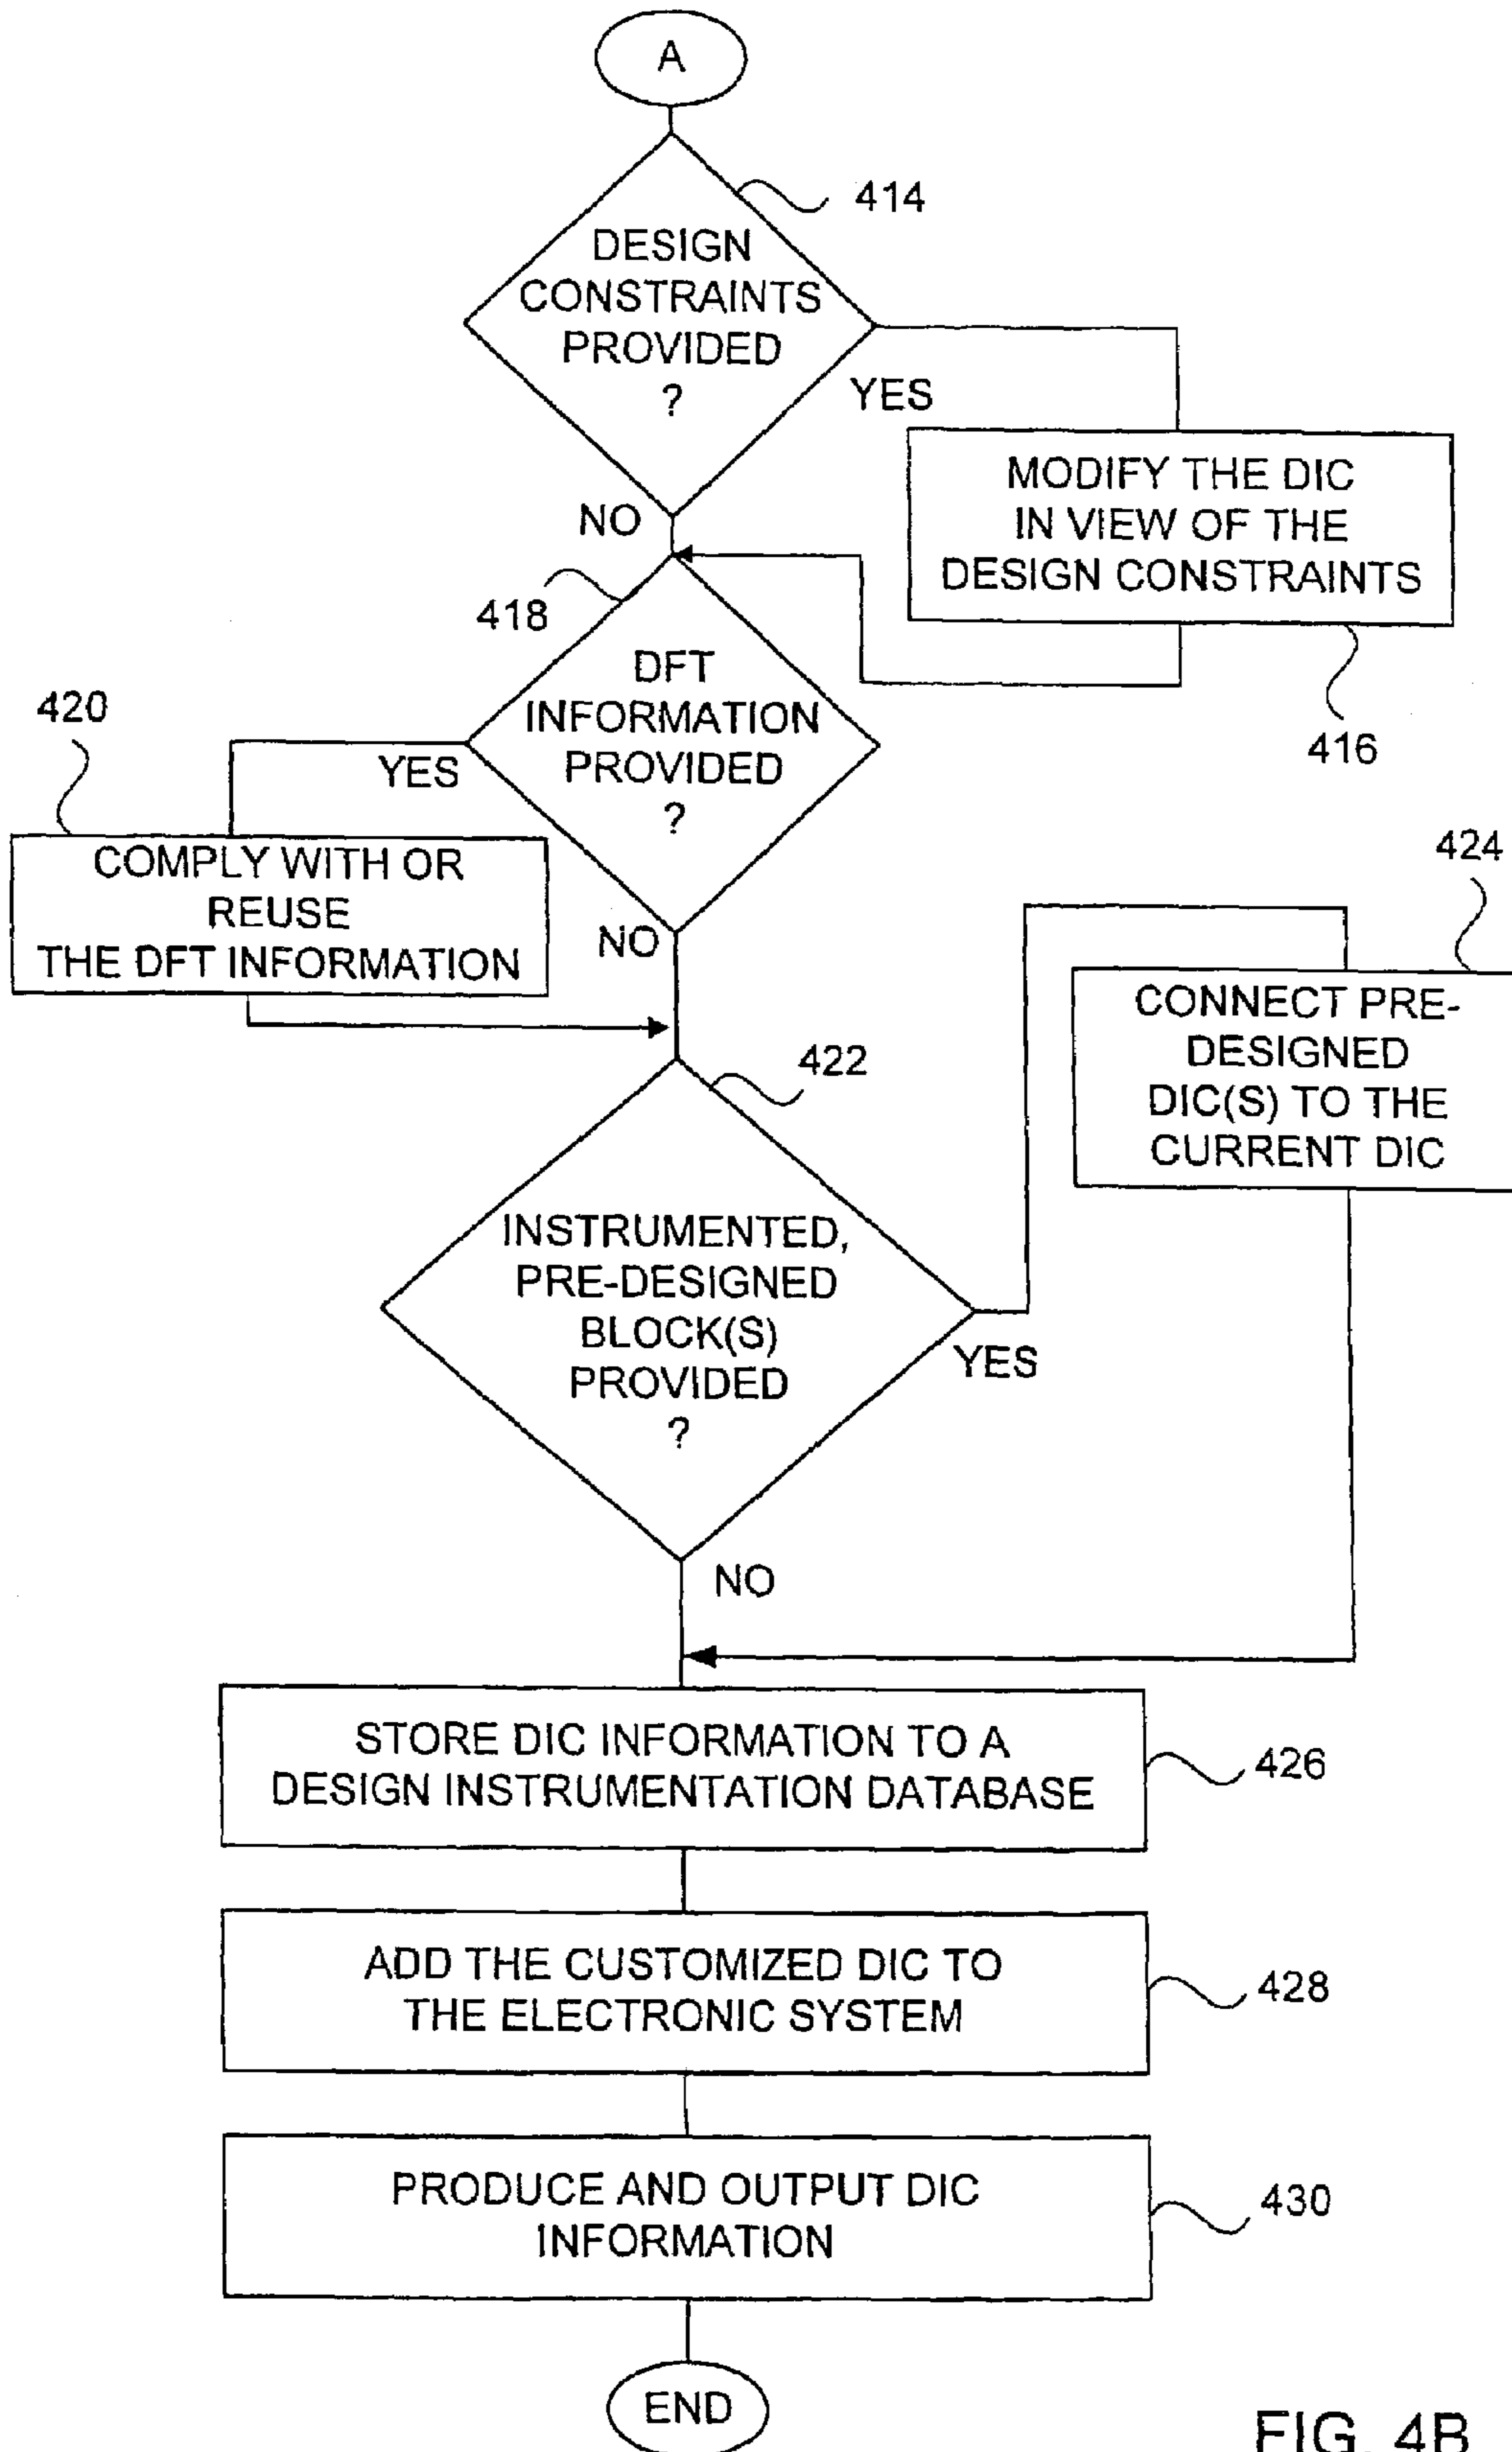 A
414
DESIGN
CONSTRAINTS
PROVIDED
?
YES
NO
MODIFY THE DIC
IN VIEW OF THE
DESIGN CONSTRAINTS
416
418
DFT
INFORMATION
PROVIDED
?
YES
NO
420
COMPLY WITH OR
REUSE
THE DFT INFORMATION
422
424
CONNECT PRE-
DESIGNED
DIC(S) TO THE
CURRENT DIC
INSTRUMENTED,
PRE-DESIGNED
BLOCK(S)
PROVIDED
?
YES
NO
STORE DIC INFORMATION TO A
DESIGN INSTRUMENTATION DATABASE
426
ADD THE CUSTOMIZED DIC TO
THE ELECTRONIC SYSTEM
428
PRODUCE AND OUTPUT DIC
INFORMATION
430
END
FIG. 4B